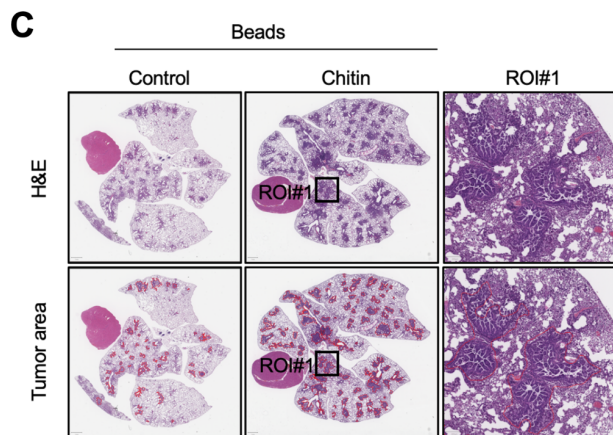 C
Beads
Control
Chitin
ROI#1
H&E
ROI#1
Tumor area
ROI#1